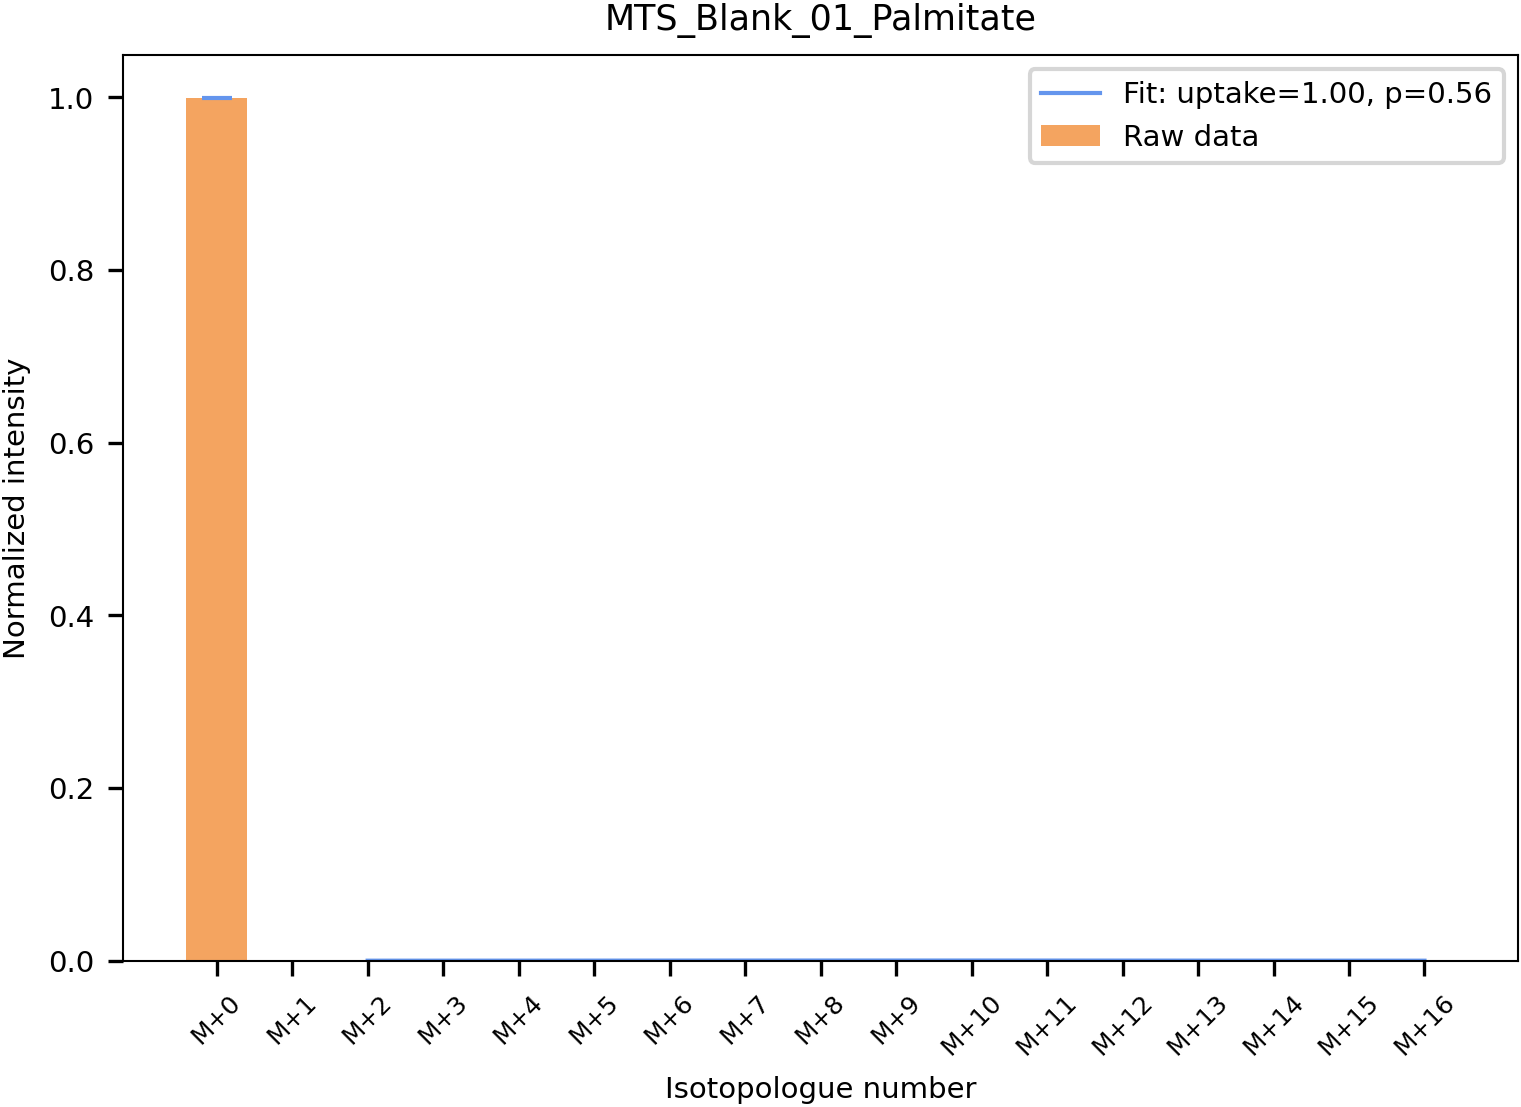 MTS_Blank_01_Palmitate
Fit: uptake=1.00, p=0.56
Raw data
Normalized intensity
1.0
0.8
0.6
0.4
0.2
0.0
M+0
M+1
M+2
M+3
M+4
M+5
M+6
M+7
M+8
M+9
M+10
M+11
M+12
M+13
M+14
M+15
M+16
Isotopologue number